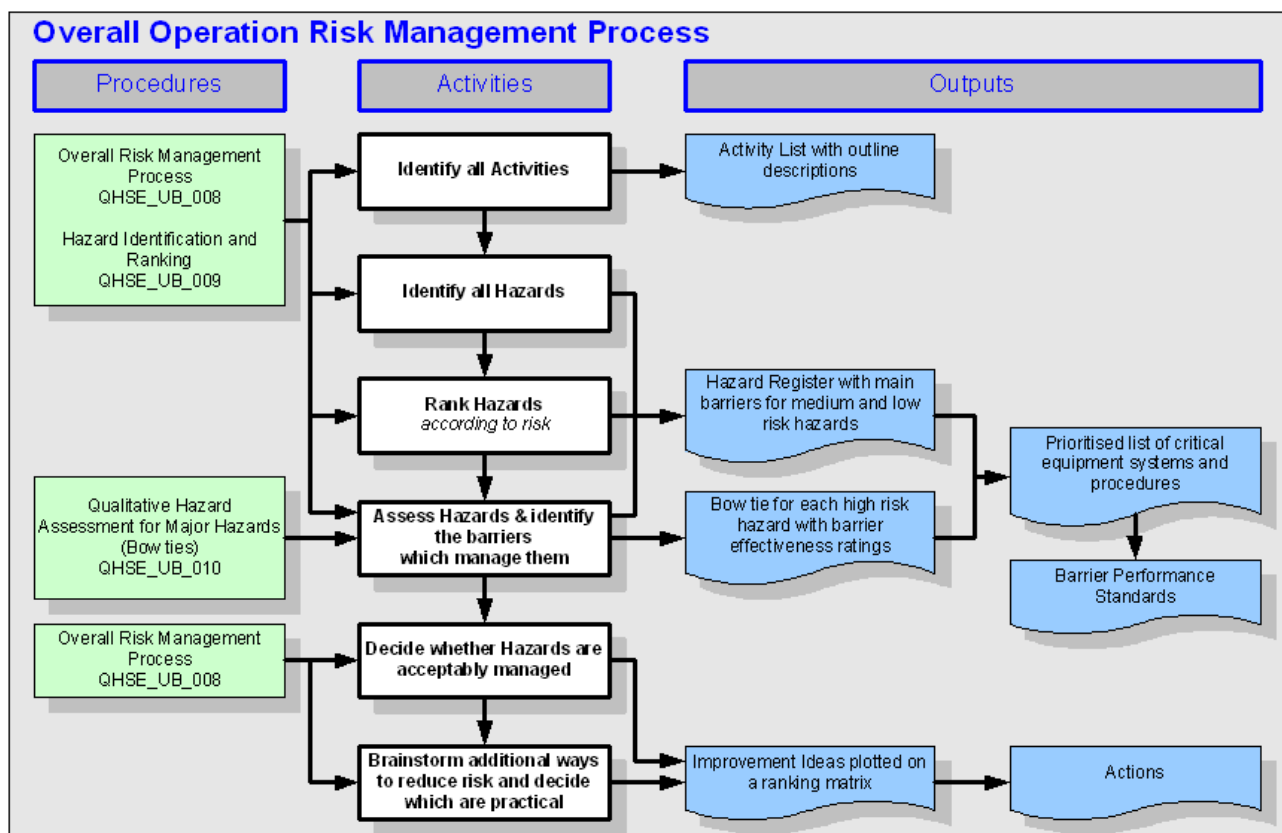 Overall Operation Risk Management Process
Procedures
Activities
Outputs
Overall Risk Management
Process
QHSE_UB_008
Hazard Identification and
Ranking
QHSE_UB_009
Identify all Activities
Activity List with outline
descriptions
Identify all Hazards
Rank Hazards
according to risk
Hazard Register with main
barriers for medium and low
risk hazards
Prioritised list of critical
equipment systems and
procedures
Qualitative Hazard
Assessment for Major Hazards
(Bow ties)
QHSE_UB_010
Assess Hazards & identify
the barriers
which manage them
Bow tie for each high risk
hazard with barrier
effectiveness ratings
Barrier Performance
Standards
Overall Risk Management
Process
QHSE_UB_008
Decide whether Hazards are
acceptably managed
Brainstorm additional ways
to reduce risk and decide
which are practical
Improvement Ideas plotted on
a ranking matrix
Actions